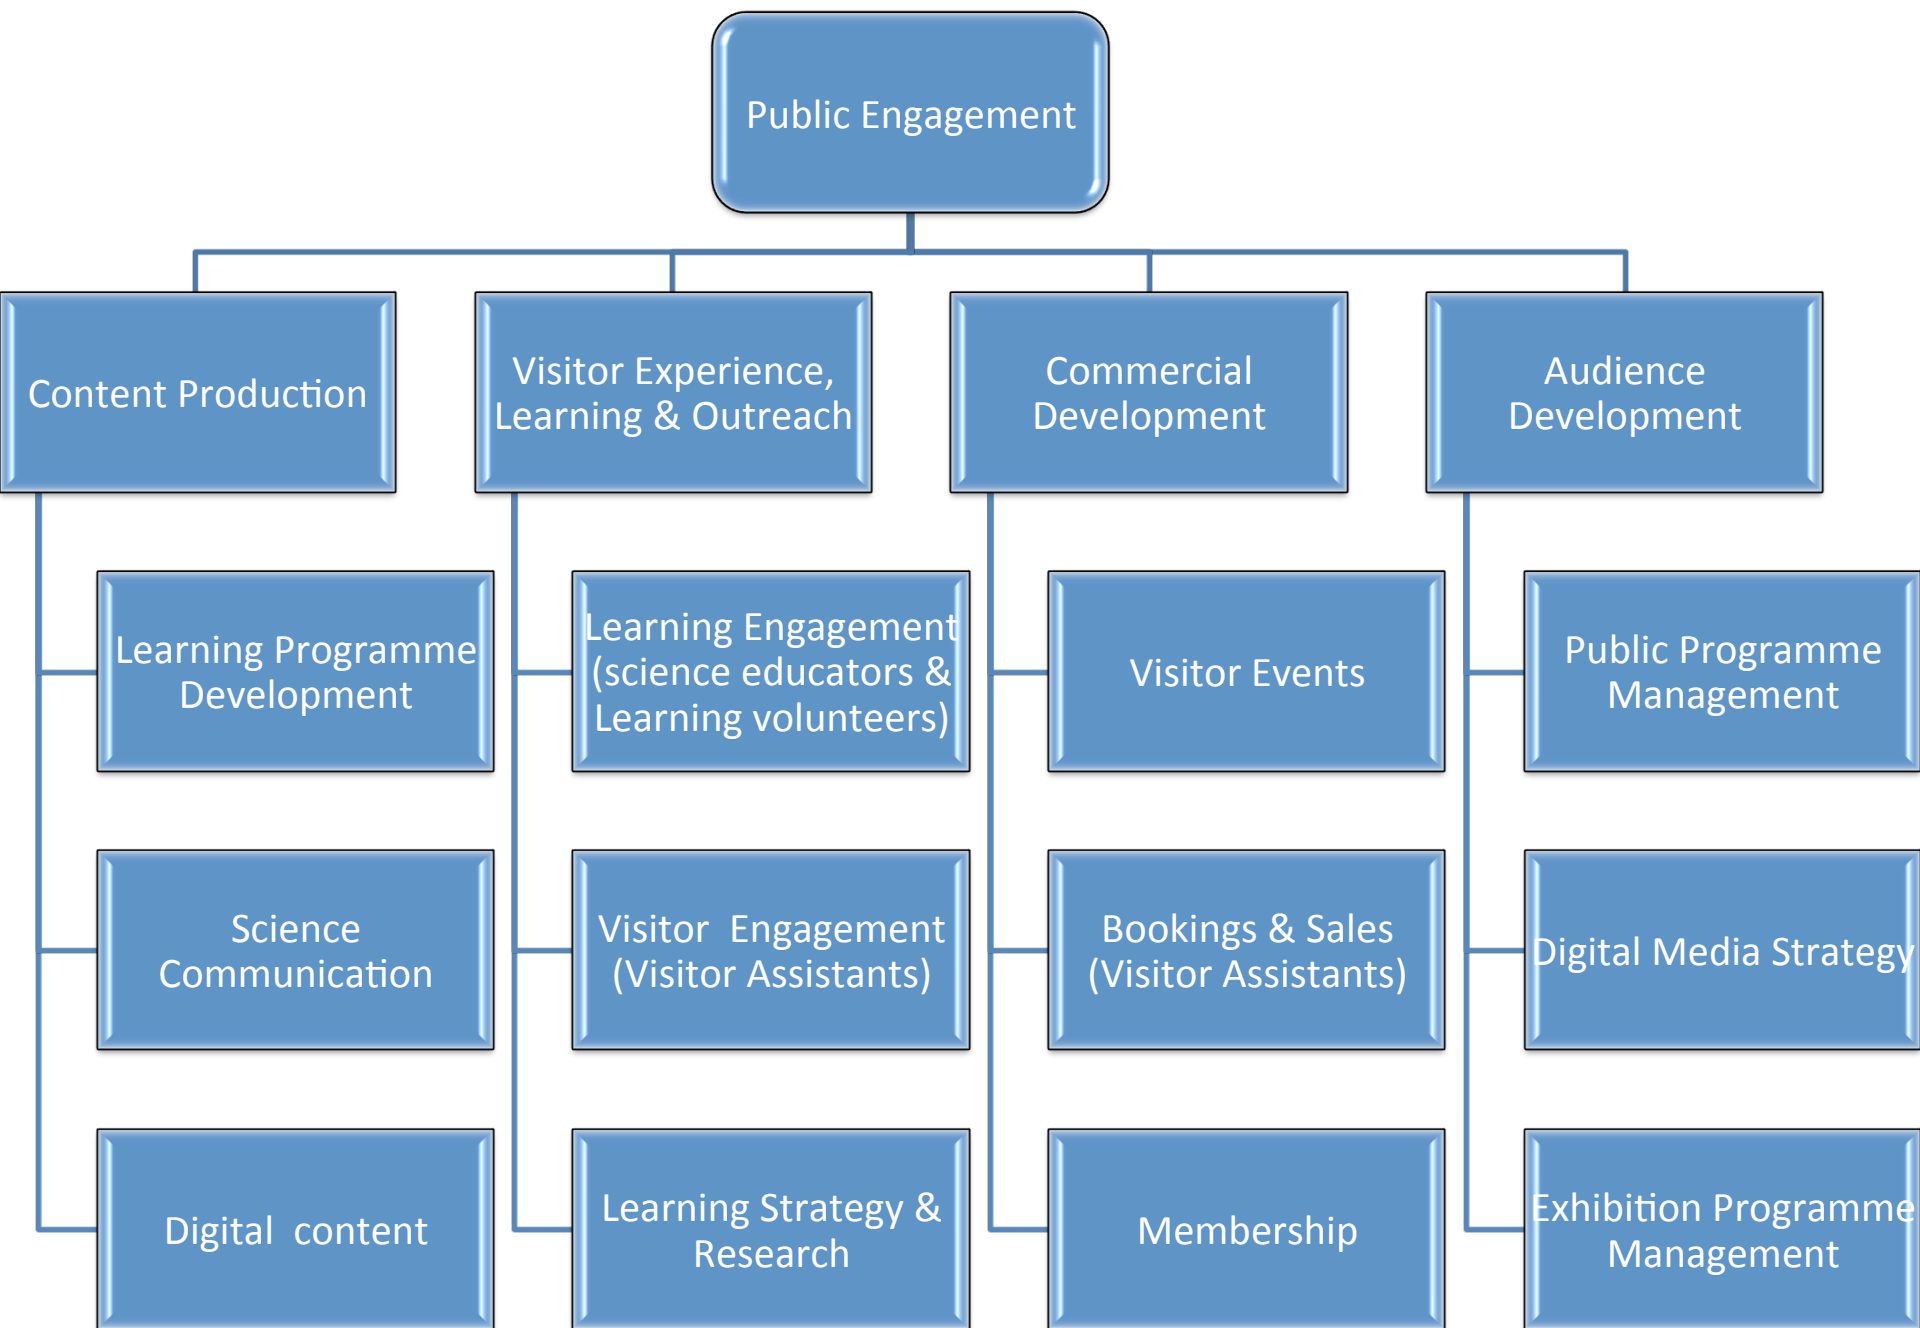 Public Engagement
Content Production
Visitor Experience,
Learning & Outreach
Commercial
Development
Audience
Development
Learning Programme
Development
Learning Engagement
(science educators &
Learning volunteers)
Visitor Events
Public Programme
Management
Science
Communication
Visitor  Engagement
(Visitor Assistants)
Bookings & Sales
(Visitor Assistants)
Digital Media Strategy
Digital  content
Learning Strategy &
Research
Membership
Exhibition Programme
Management